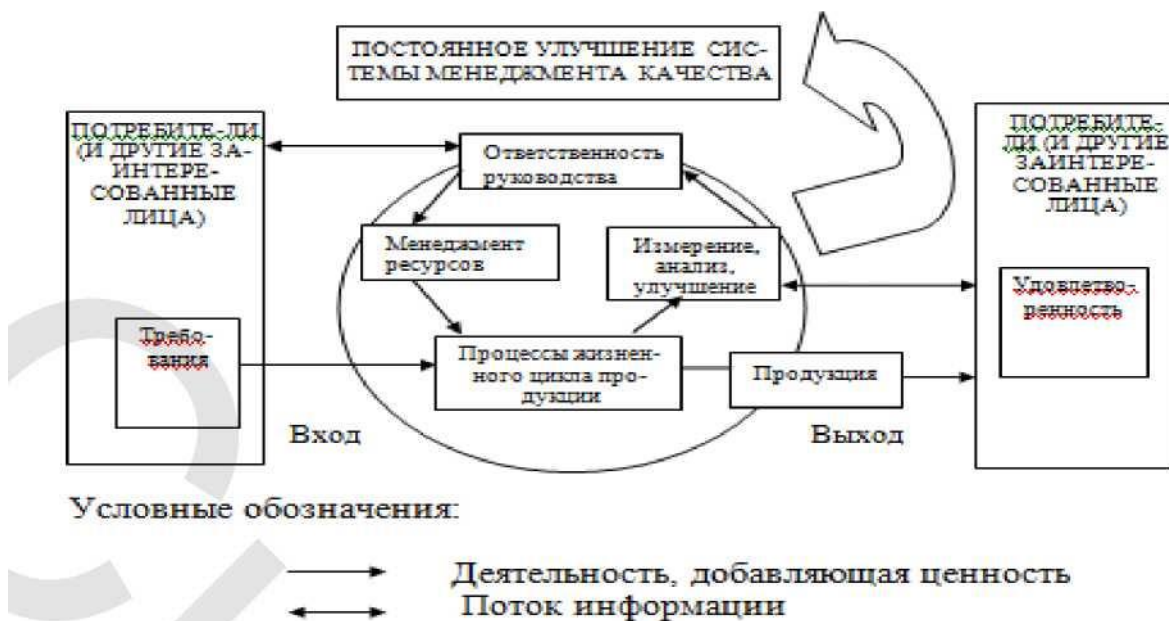 ПОСТОЯННОЕ УЛУЧШЕНИЕ СИС-
ТЕМЫ МЕНЕДЖМЕНТА КАЧЕСТВА
ПОТРЕБИТЕ-ЛИ
(И ДРУГИЕ ЗА-
ИНТЕРЕ-
СОВАННЫЕ
ЛИЦА)
Требо-
вания
Ответственность
руководства
Менеджмент
ресурсов
Измерение,
анализ,
улучшение
Процессы жизнен-
ного цикла про-
дукции
Продукция
ПОТРЕБИТЕ-
ЛИ (И ДРУГИЕ
ЗАИНТЕРЕ-
СОВАННЫЕ
ЛИЦА)
Удовлетво-
ренность
Вход
Выход
Условные обозначения:
Деятельность, добавляющая ценность
Поток информации